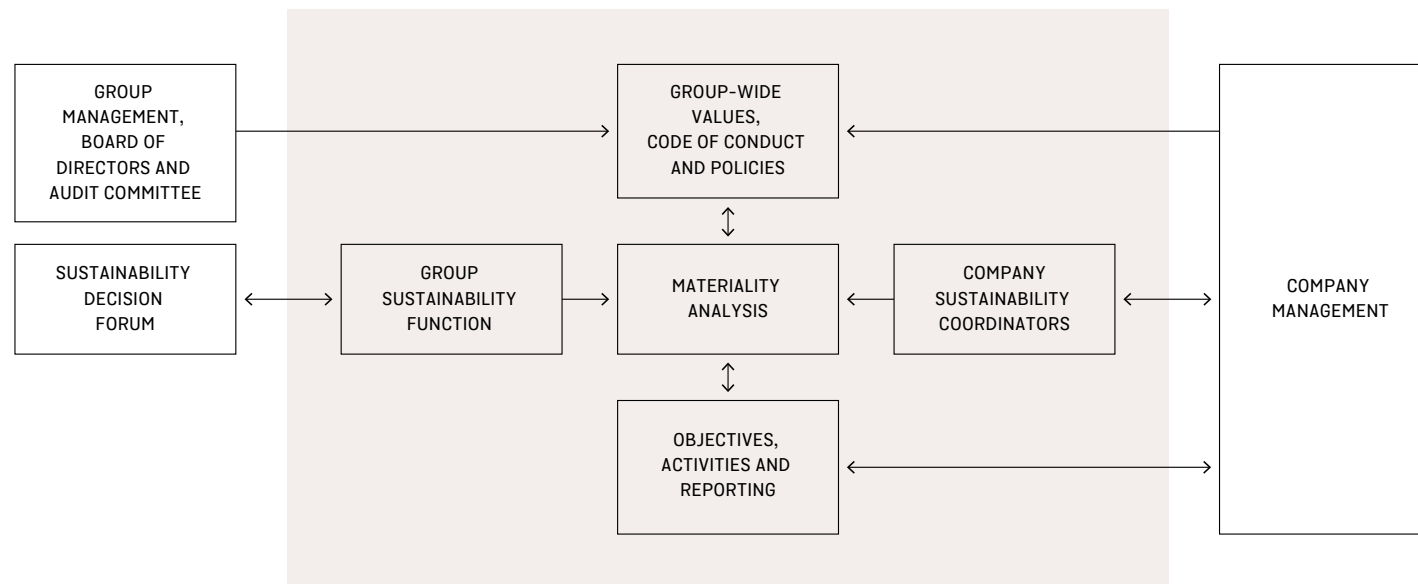 GROUP
MANAGEMENT,
BOARD OF
DIRECTORS AND
AUDIT COMMITTEE
GROUP-WIDE
VALUES,
CODE OF CONDUCT
AND POLICIES
SUSTAINABILITY
DECISION
FORUM
GROUP
SUSTAINABILITY
FUNCTION
MATERIALITY
ANALYSIS
COMPANY
SUSTAINABILITY
COORDINATORS
COMPANY
MANAGEMENT
OBJECTIVES,
ACTIVITIES AND
REPORTING